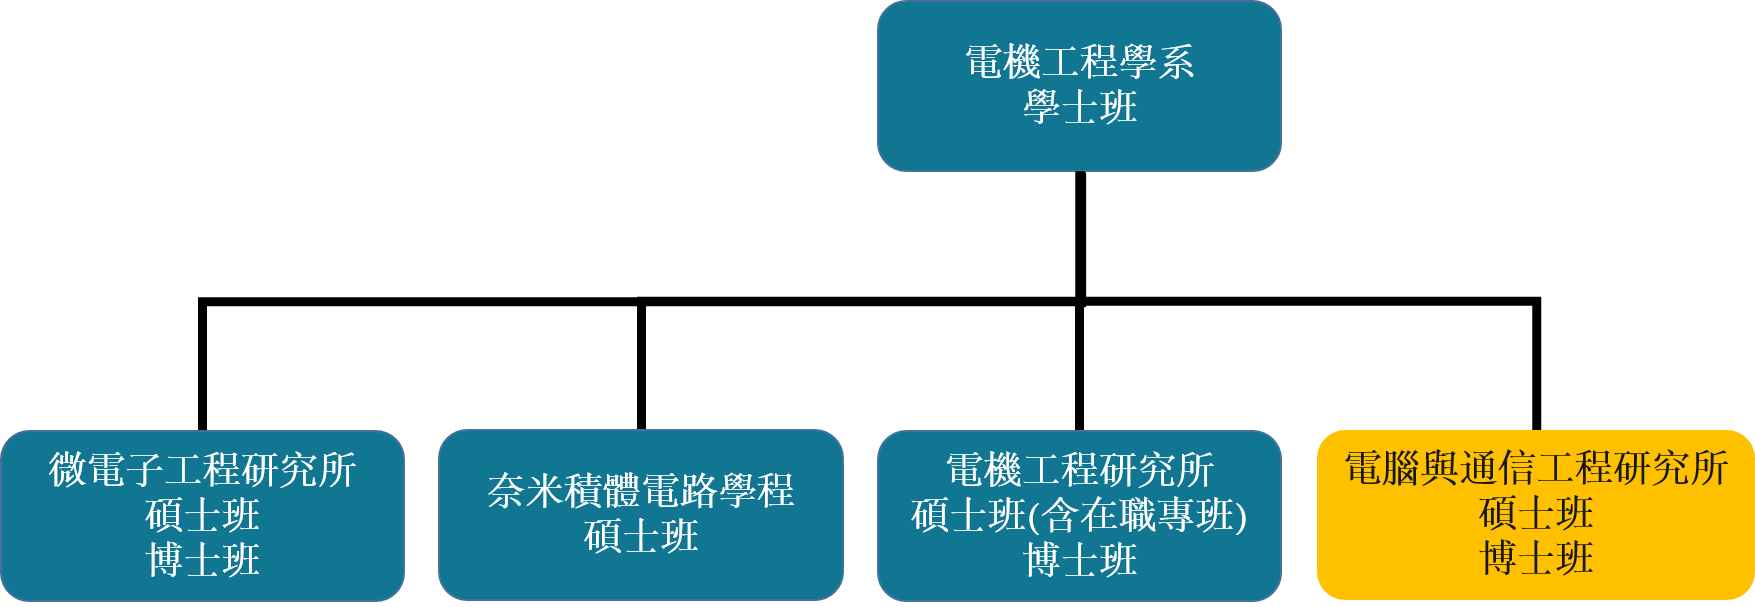 電機工程學系
學士班
微電子工程研究所
碩士班
博士班
奈米積體電路學程
碩士班
電機工程研究所
碩士班(含在職專班)
博士班
電腦與通信工程研究所
碩士班
博士班